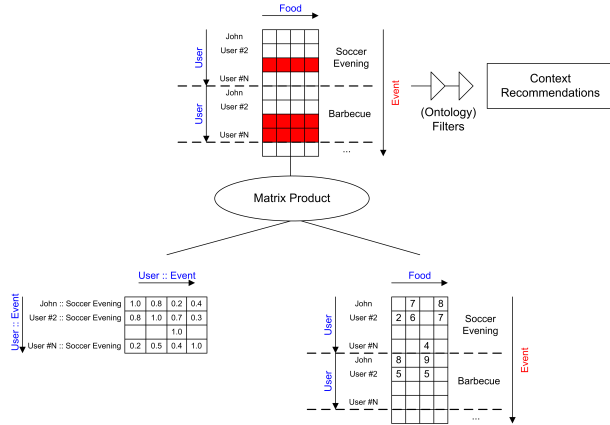 Food
User
John
User #2
User #N
Soccer
Evening
User
John
User #2
User #N
Barbecue
...
Event
(Ontology)
Filters
Context
Recommendations
Matrix Product
User :: Event
User :: Event
John :: Soccer Evening 1.0 0.8 0.2 0.4
User #2 :: Soccer Evening 0.8 1.0 0.7 0.3
1.0
User #N :: Soccer Evening 0.2 0.5 0.4 1.0
Food
User
John 7 8
User #2 2 6 7
User #N 4
Soccer
Evening
User
John 8 9
User #2 5 5
User #N
Barbecue
...
Event